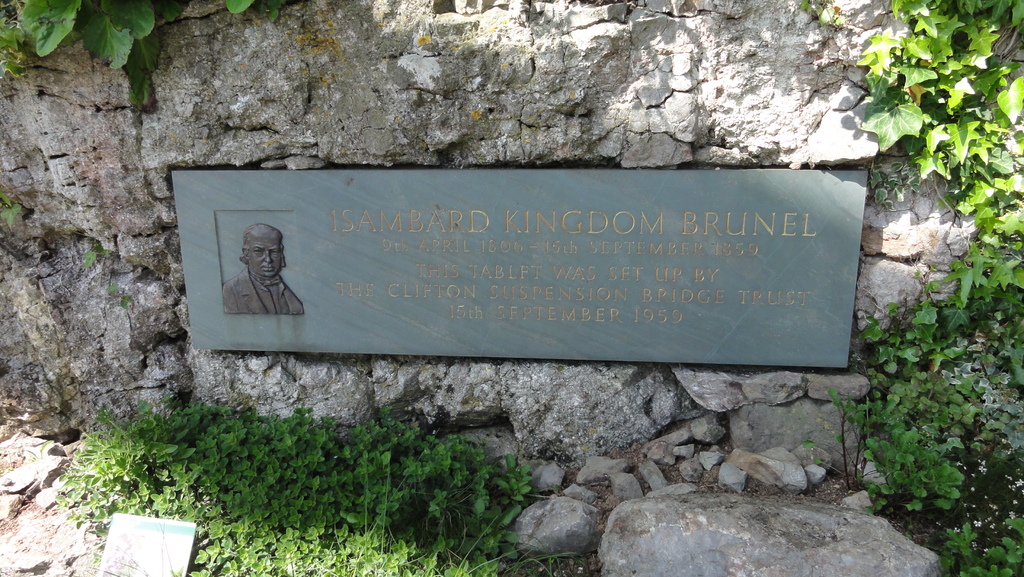 ISAMBARD KINGDOM BRUNEL
9th APRIL 1806 - 15th SEPTEMBER 1859
THIS TABLET WAS SET UP BY
THE CLIFTON SUSPENSION BRIDGE TRUST
15th SEPTEMBER 1959